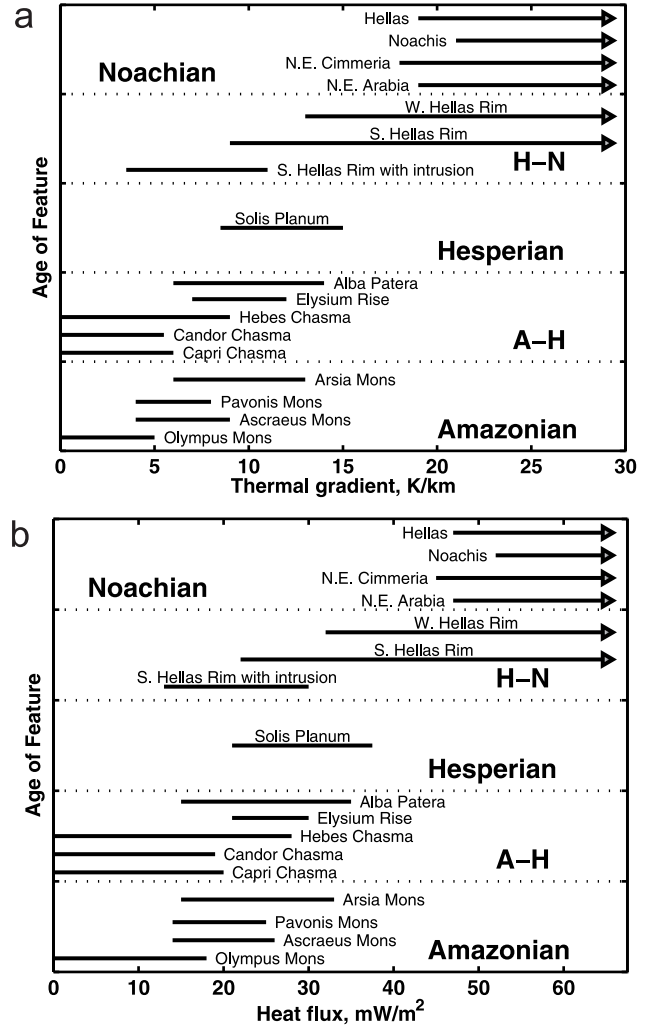 a
Hellas
Noachis
N.E. Cimmeria
Noachian
N.E. Arabia
W. Hellas Rim
S. Hellas Rim
H–N
S. Hellas Rim with intrusion
Solis Planum
Hesperian
Alba Patera
Elysium Rise
Hebes Chasma
A–H
Candor Chasma
Capri Chasma
Arsia Mons
Pavonis Mons
Ascraeus Mons
Amazonian
Olympus Mons
Age of Feature
0 5 10 15 20 25 30
Thermal gradient, K/km
b
Hellas
Noachis
N.E. Cimmeria
Noachian
N.E. Arabia
W. Hellas Rim
S. Hellas Rim
S. Hellas Rim with intrusion
H–N
Solis Planum
Hesperian
Alba Patera
Elysium Rise
Hebes Chasma
Candor Chasma
A–H
Capri Chasma
Arsia Mons
Pavonis Mons
Ascraeus Mons
Amazonian
Olympus Mons
Age of Feature
0 10 20 30 40 50 60
Heat flux, mW/m²